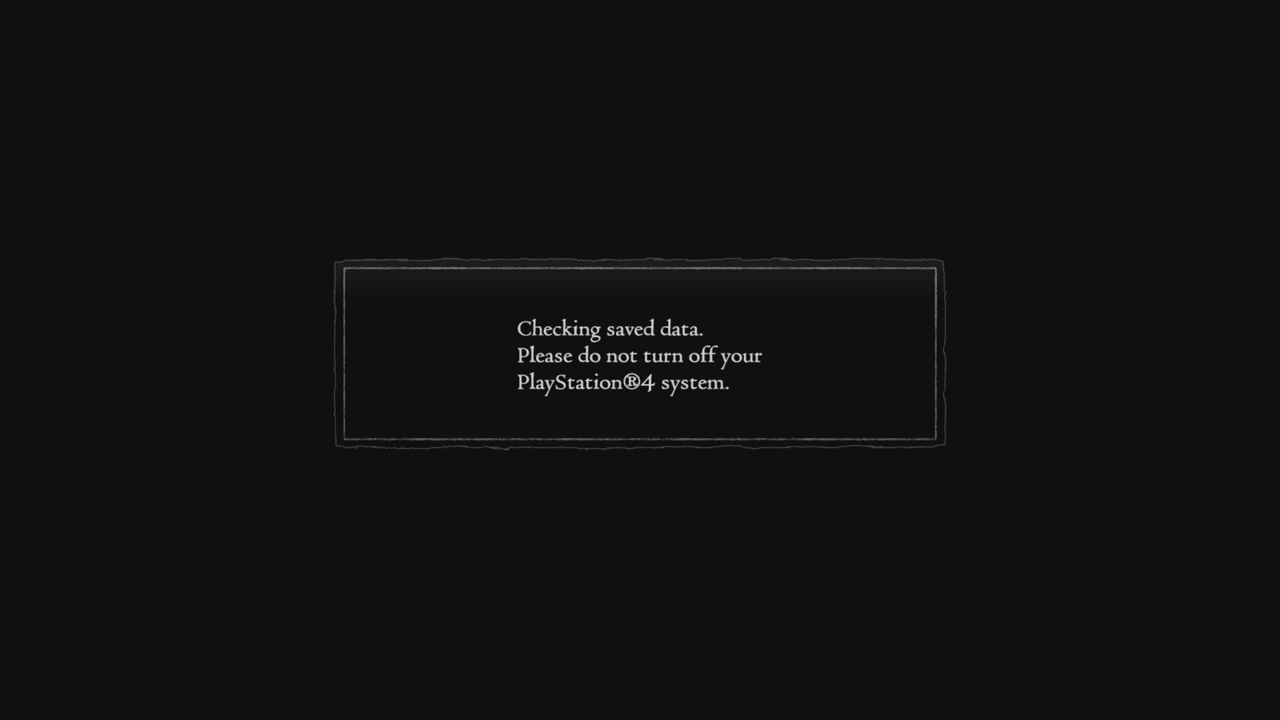 Checking saved data.
Please do not turn off your
PlayStation®4 system.